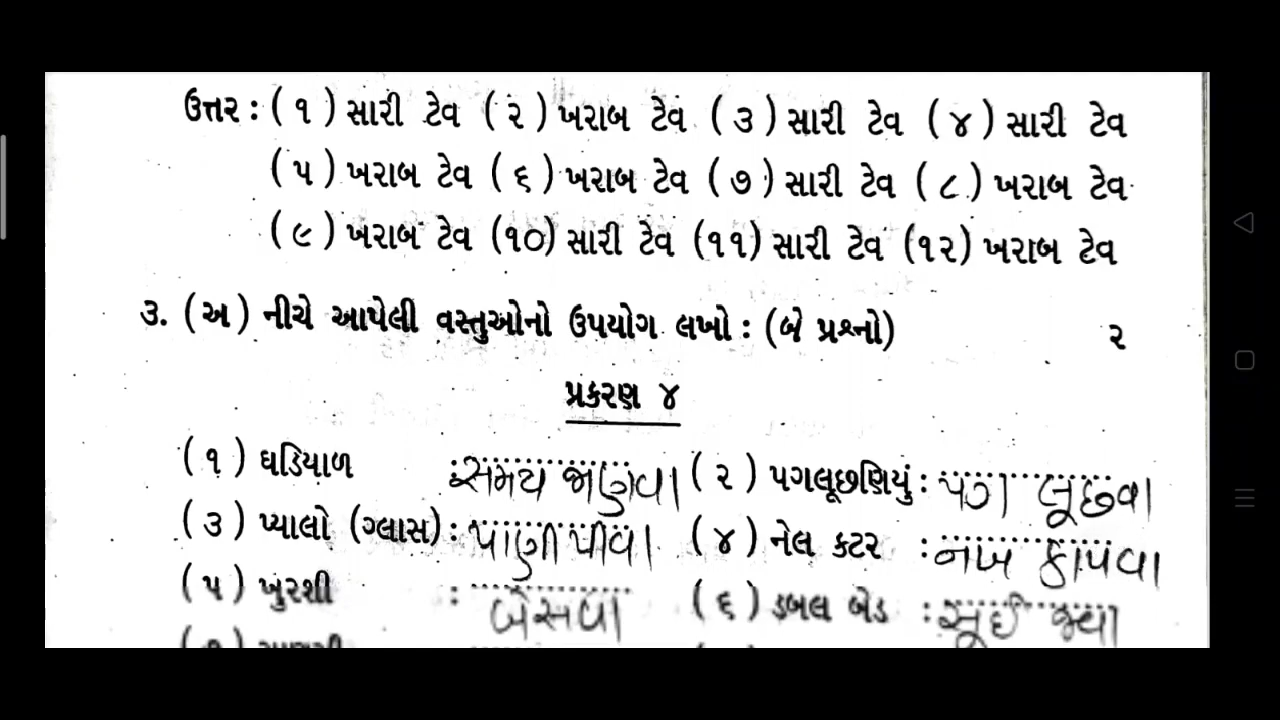 ઉત્તર : (૧) સારી ટેવ (૨) ખરાબ ટેવ (૩) સારી ટેવ (૪) સારી ટેવ
(૫) ખરાબ ટેવ (૬) ખરાબ ટેવ (૭) સારી ટેવ (૮) ખરાબ ટેવ
(૯) ખરાબ ટેવ (૧૦) સારી ટેવ (૧૧) સારી ટેવ (૧૨) ખરાબ ટેવ
૩. (અ) નીચે આપેલી વસ્તુઓનો ઉપયોગ લખો : (બે પ્રશ્નો) ૨
પ્રકરણ ૪
(૧) ઘડિયાળ : સમય જાણવા (૨) પગલૂછણિયું : પગ લૂછવા
(૩) પ્યાલો (ગ્લાસ) : પાણી પીવા (૪) નેલ કટર : નખ કાપવા
(૫) ખુરશી : બેસવા (૬) ડબલ બેડ : સૂઈ